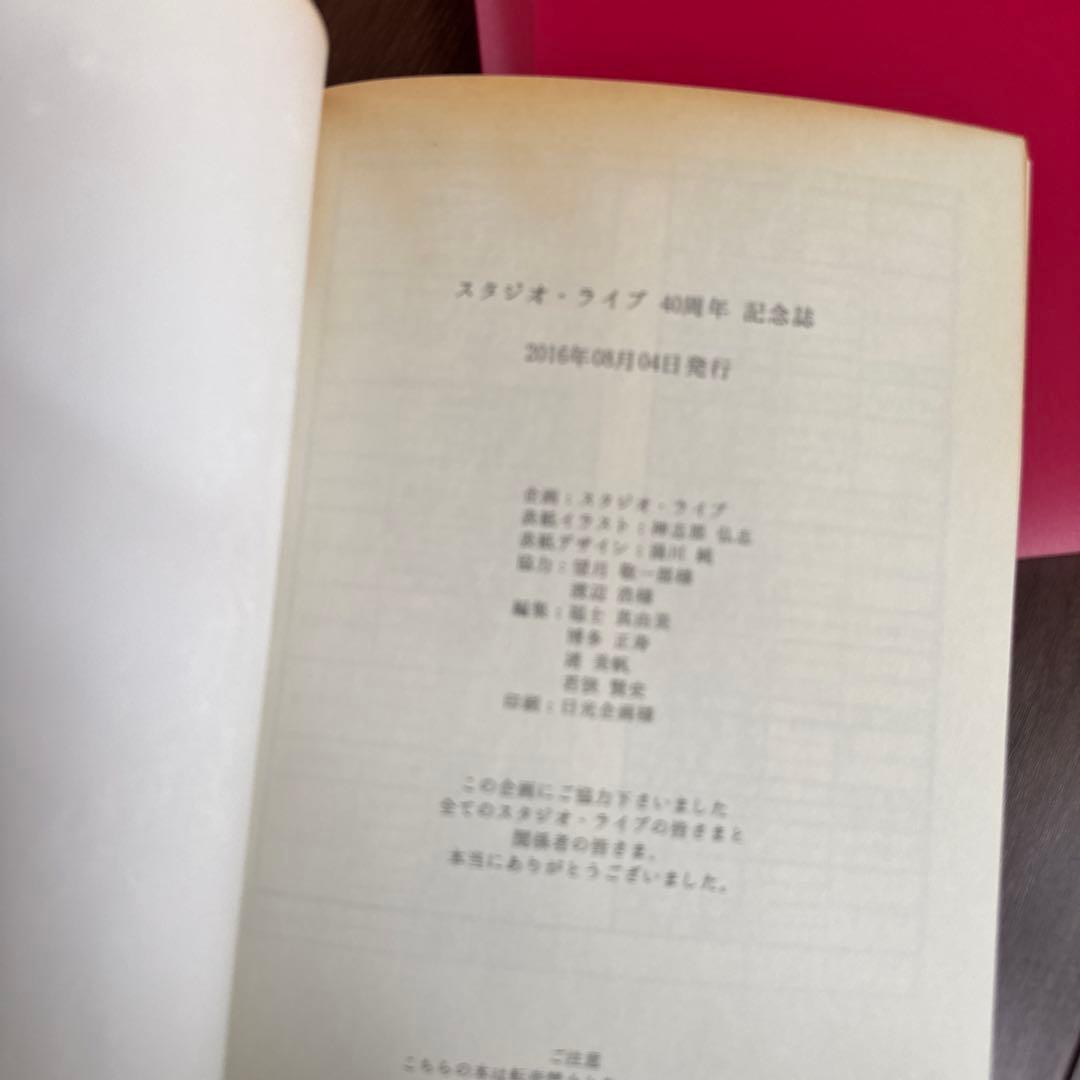 スタジオ・ライブ 40周年 記念誌
2016年08月04日発行
企画：スタジオ・ライブ
表紙イラスト：神志那 弘志
表紙デザイン：
協力：望月 敬一郎様
渡辺 浩様
編集：福士 真由美
博多 正寿
若狭 賢史
印刷：日光企画様
この企画にご協力下さいました
全てのスタジオ・ライブの皆さまと
関係者の皆さま、
本当にありがとうございました。
ご注意
こちらの本は